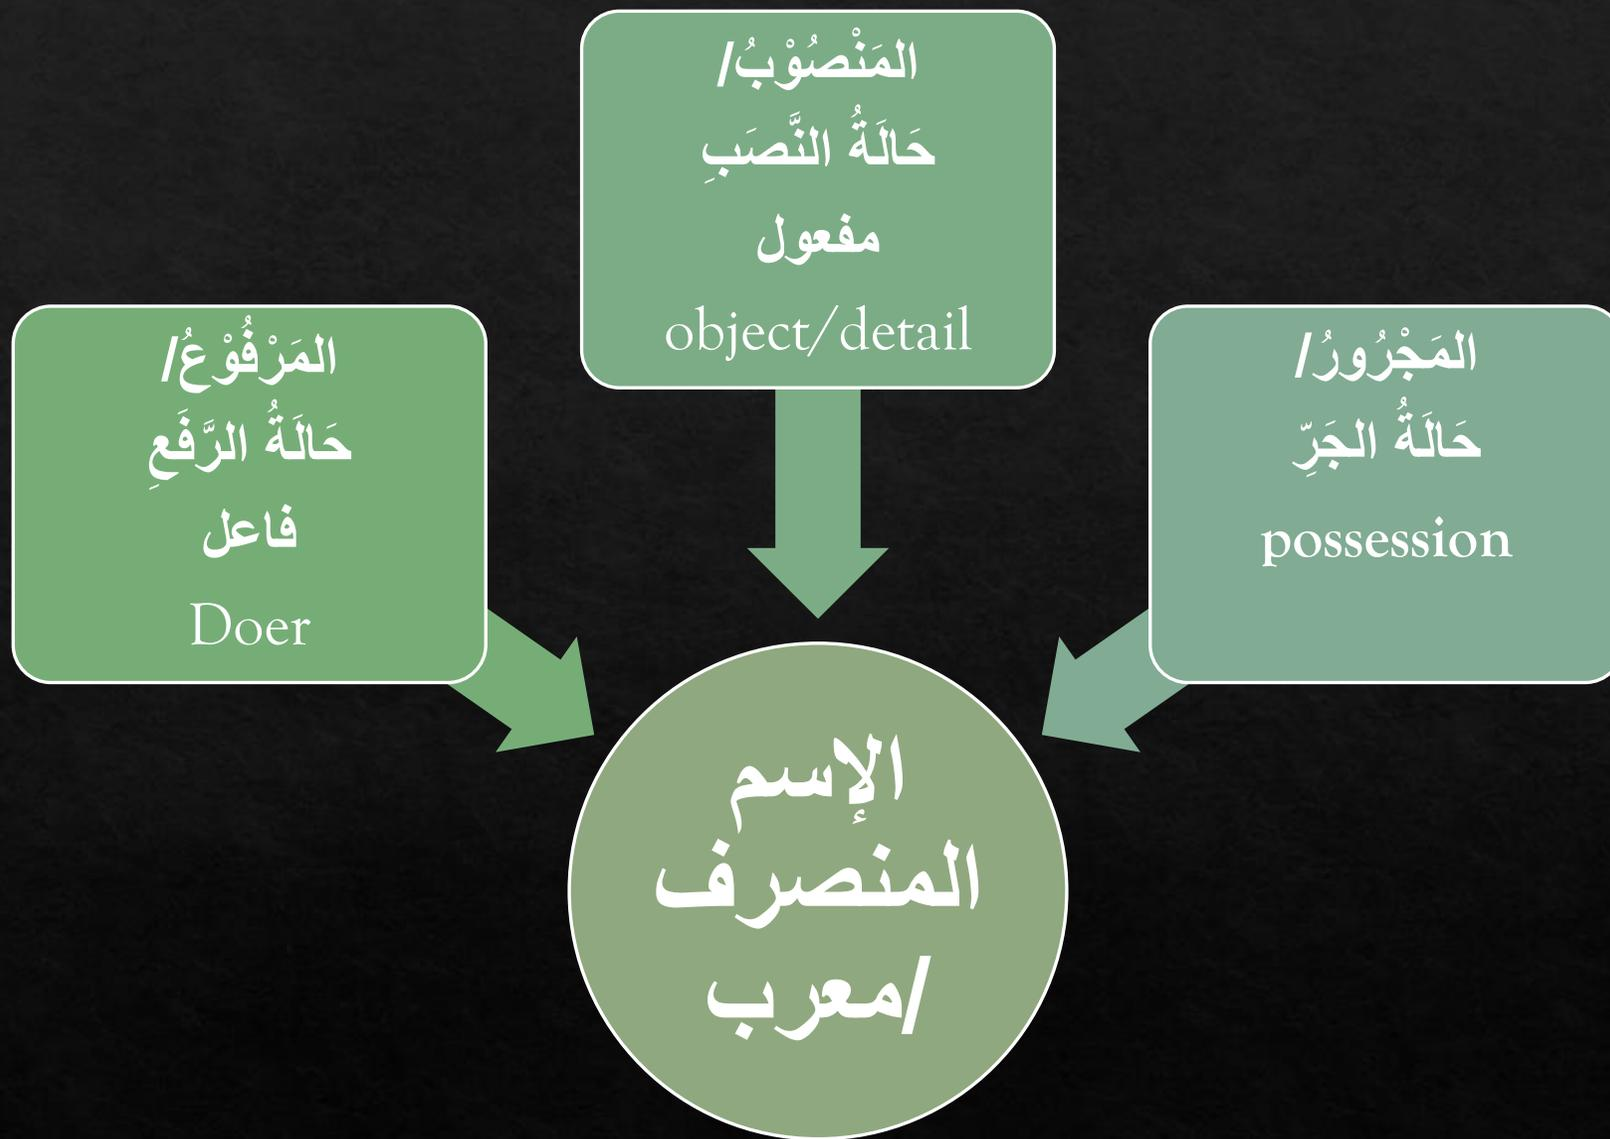 المَنْصُوْبُ/
حَالَةُ النَّصَبِ
مفعول
object/detail
المَرْفُوْعُ/
حَالَةُ الرَّفَعِ
فاعل
Doer
المَجْرُورُ/
حَالَةُ الجَرِّ
possession
الإسم
المنصرف
/معرب